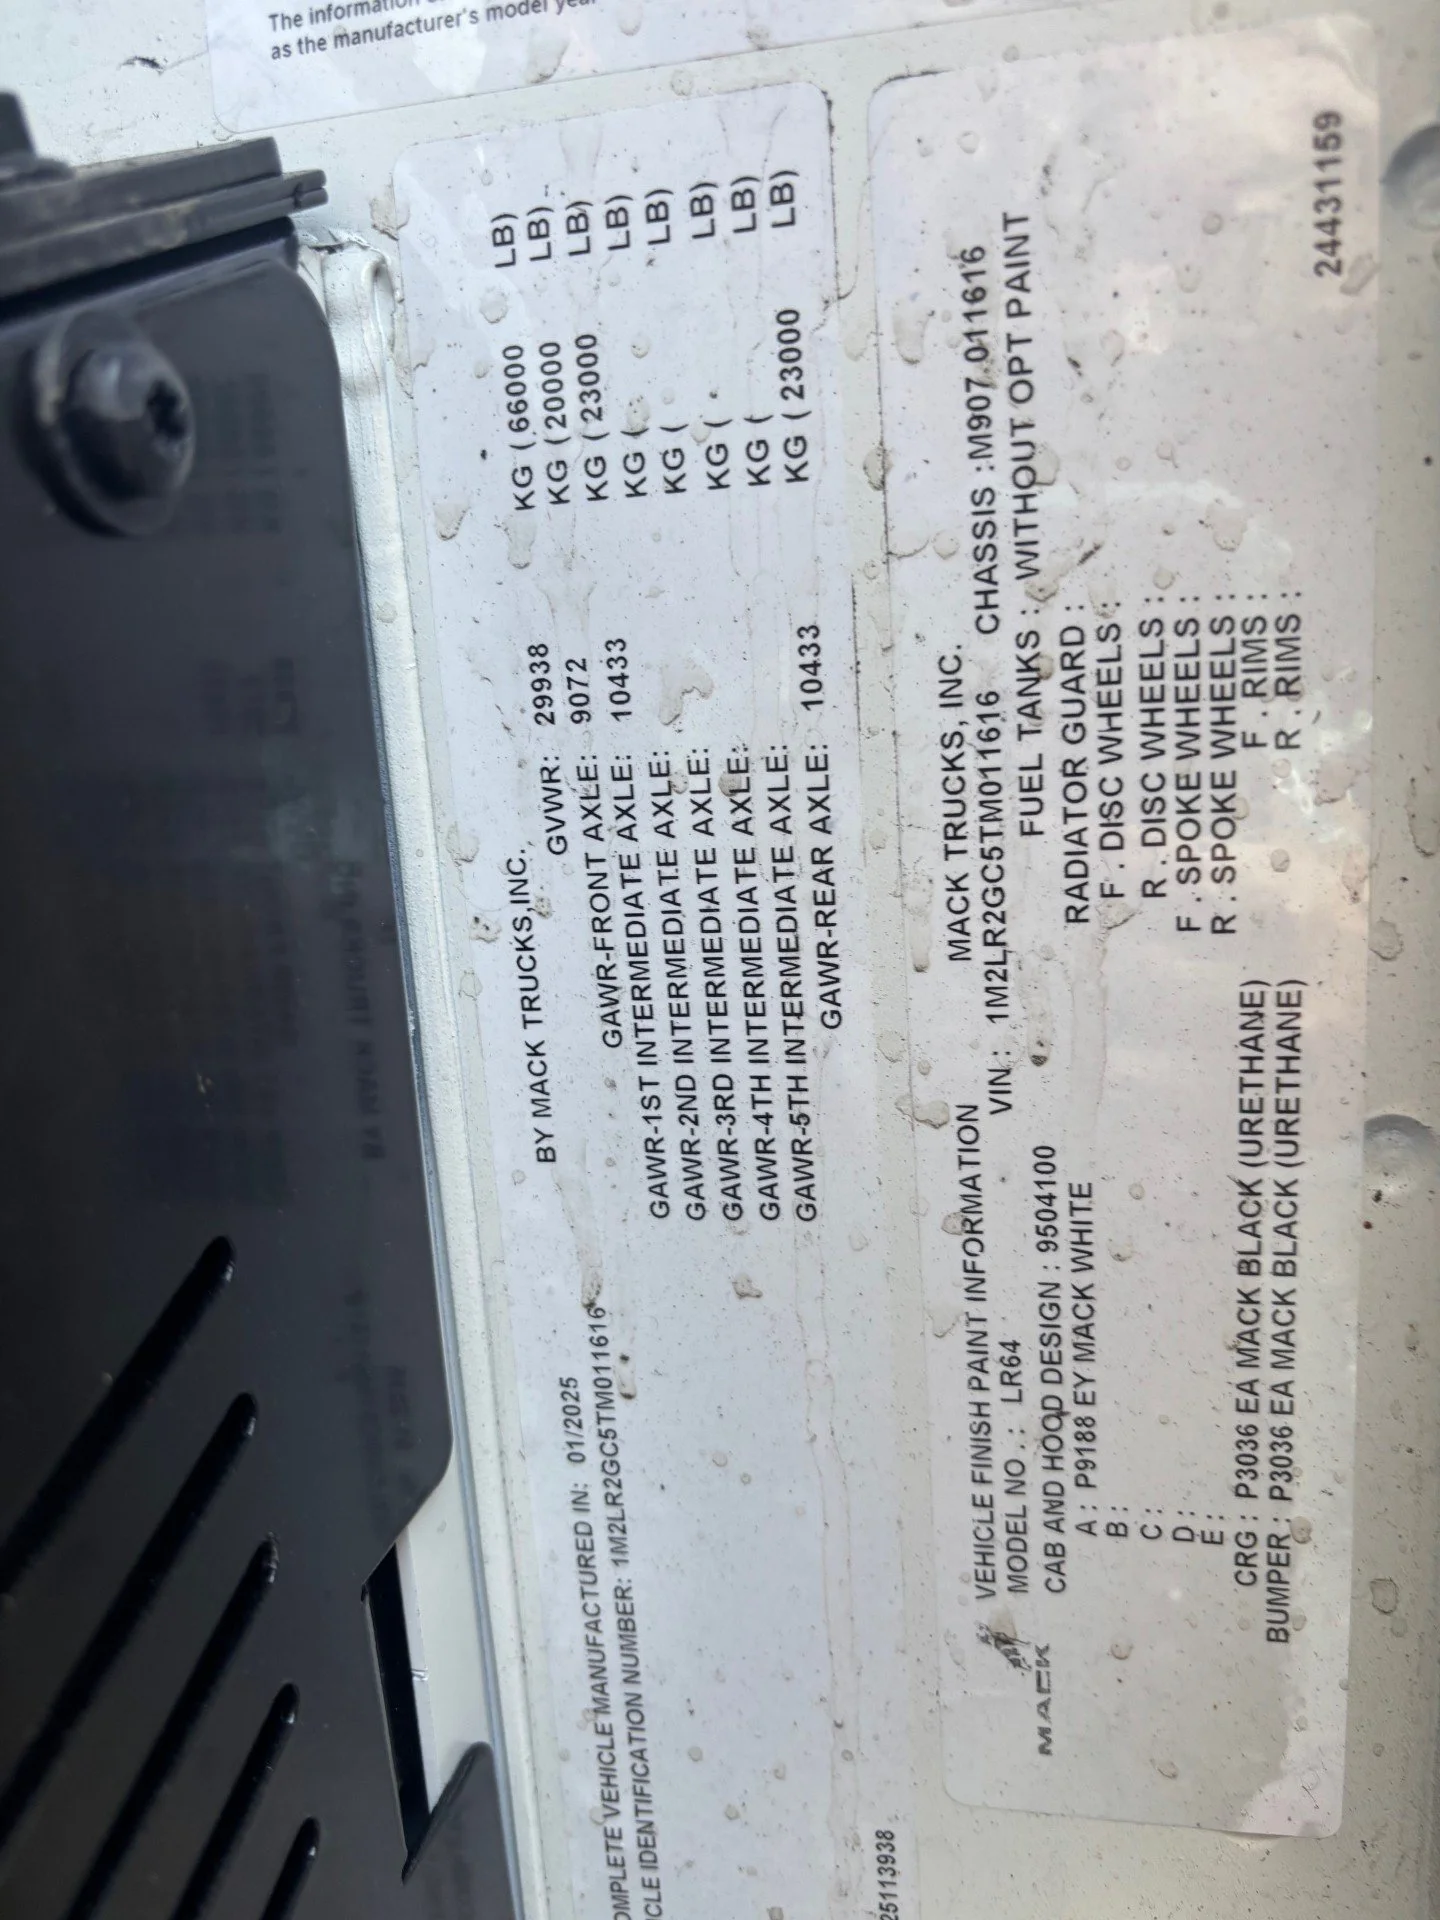 The information
as the manufacturer's model
OMPLETE VEHICLE MANUFACTURED IN: 01/2025
ICLE IDENTIFICATION NUMBER: 1M2LR2GC5TM011616
BY MACK TRUCKS, INC.
GVWR: 29938 KG ( 66000 LB)
GAWR-FRONT AXLE: 9072 KG ( 20000 LB)
GAWR-1ST INTERMEDIATE AXLE: 10433 KG ( 23000 LB)
GAWR-2ND INTERMEDIATE AXLE: KG ( LB)
GAWR-3RD INTERMEDIATE AXLE: KG ( LB)
GAWR-4TH INTERMEDIATE AXLE: KG ( LB)
GAWR-5TH INTERMEDIATE AXLE: KG ( LB)
GAWR-REAR AXLE: 10433 KG ( 23000 LB)
25113938
MACK
VEHICLE FINISH PAINT INFORMATION MACK TRUCKS, INC.
MODEL NO . : LR64 VIN : 1M2LR2GC5TM011616 CHASSIS :M907 011616
CAB AND HOOD DESIGN : 9504100 FUEL TANKS : WITHOUT OPT PAINT
A : P9188 EY MACK WHITE RADIATOR GUARD :
B : F . DISC WHEELS :
C : R . DISC WHEELS :
D : F . SPOKE WHEELS :
E : R . SPOKE WHEELS :
CRG : P3036 EA MACK BLACK (URETHANE) F . RIMS :
BUMPER : P3036 EA MACK BLACK (URETHANE) R . RIMS :
24431159